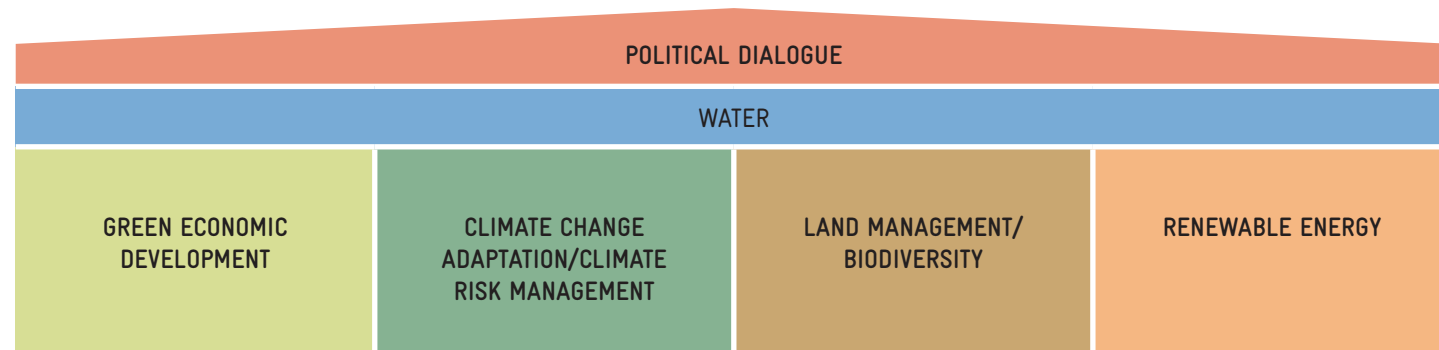 POLITICAL DIALOGUE
WATER
GREEN ECONOMIC
DEVELOPMENT
CLIMATE CHANGE
ADAPTATION/CLIMATE
RISK MANAGEMENT
LAND MANAGEMENT/
BIODIVERSITY
RENEWABLE ENERGY